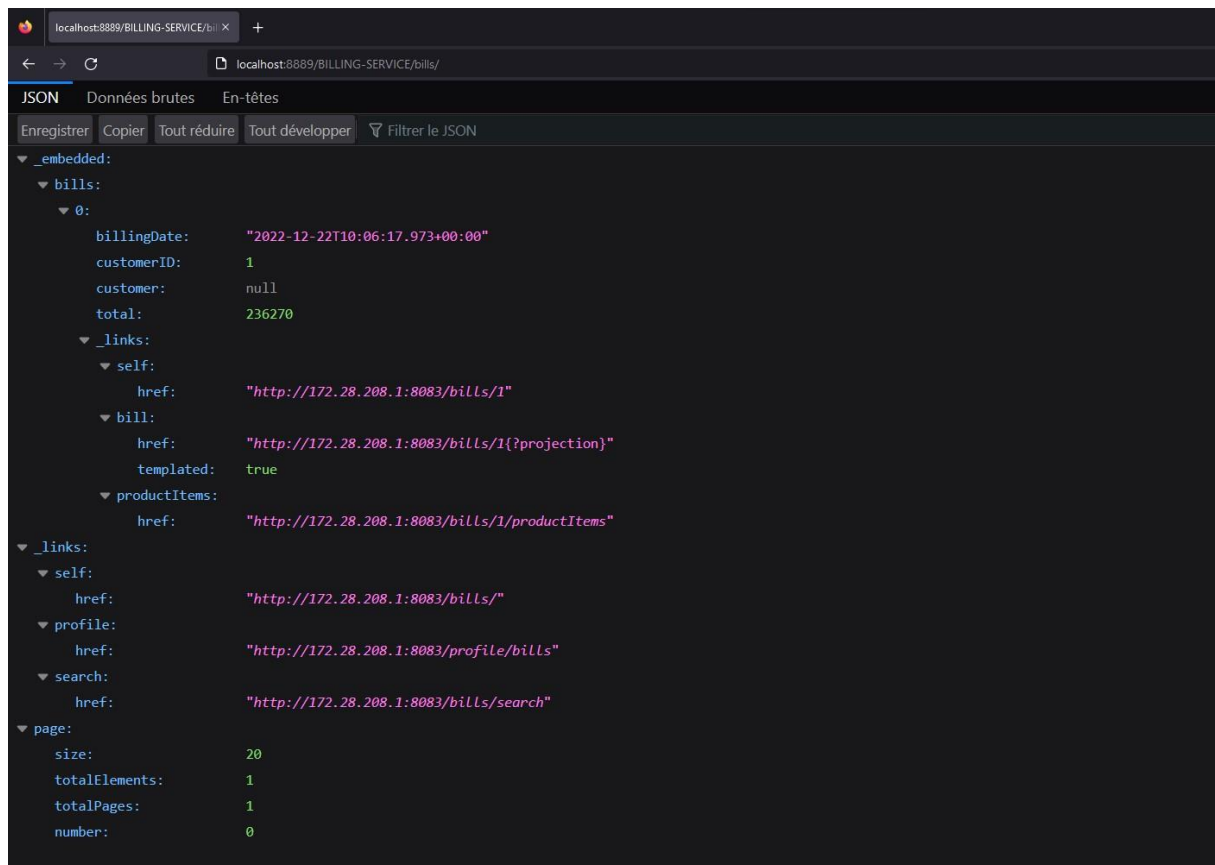 localhost:8889/BILLING-SERVICE/bil
localhost:8889/BILLING-SERVICE/bills/
JSON Données brutes En-têtes
Enregistrer Copier Tout réduire Tout développer Filtrer le JSON
_embedded:
bills:
0:
billingDate: "2022-12-22T10:06:17.973+00:00"
customerID: 1
customer: null
total: 236270
_links:
self:
href: "http://172.28.208.1:8083/bills/1"
bill:
href: "http://172.28.208.1:8083/bills/1{?projection}"
templated: true
productItems:
href: "http://172.28.208.1:8083/bills/1/productItems"
_links:
self:
href: "http://172.28.208.1:8083/bills/"
profile:
href: "http://172.28.208.1:8083/profile/bills"
search:
href: "http://172.28.208.1:8083/bills/search"
page:
size: 20
totalElements: 1
totalPages: 1
number: 0